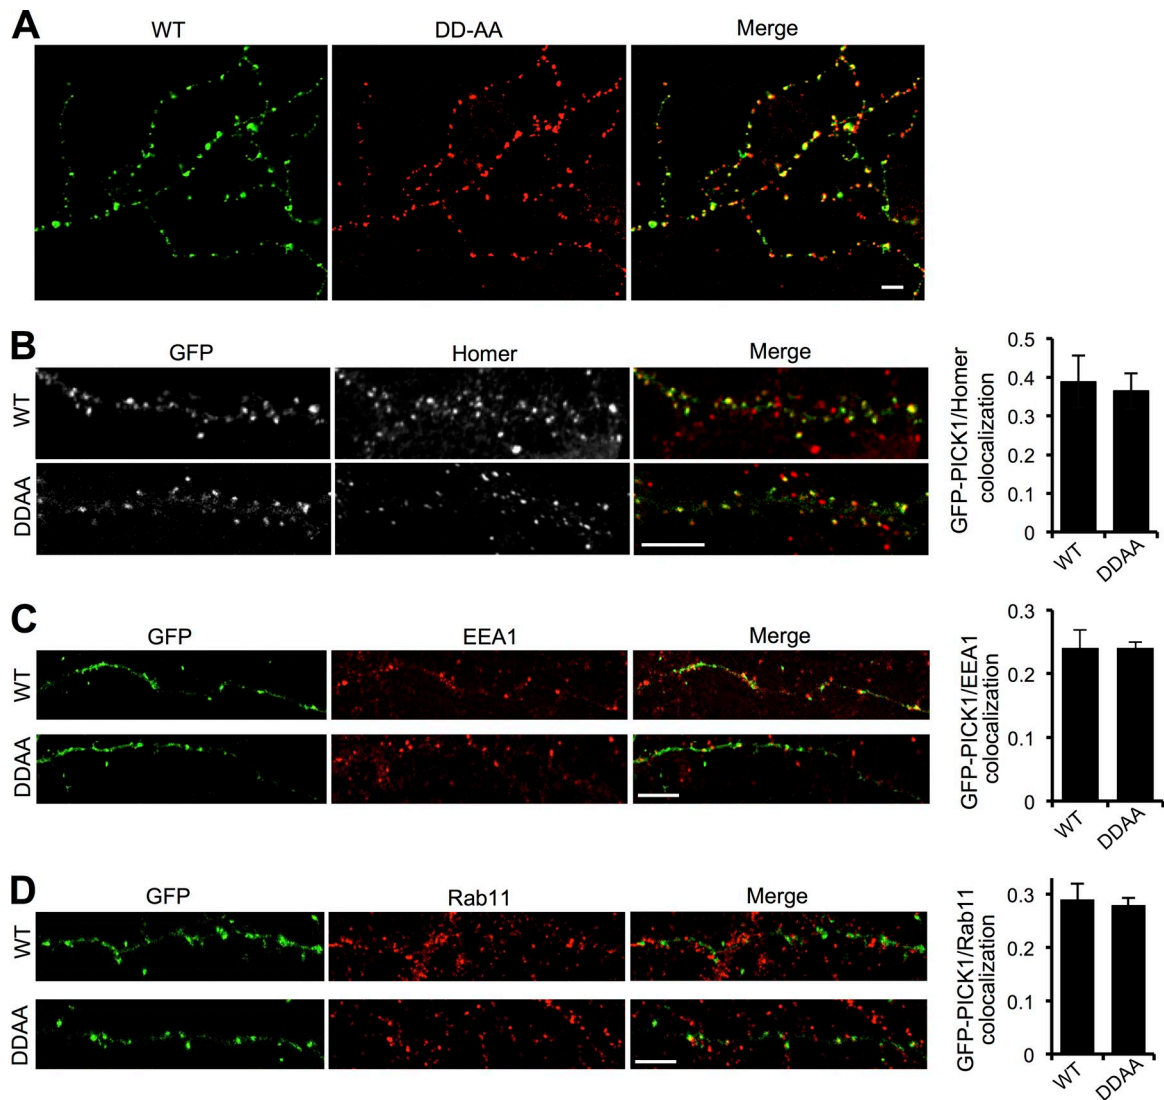 A
WT DD-AA Merge
B
GFP Homer Merge
WT
DDAA
GFP-PICK1/Homer
colocalization
0.5
0.4
0.3
0.2
0.1
0
WT DDAA
C
GFP EEA1 Merge
WT
DDAA
GFP-PICK1/EEA1
colocalization
0.3
0.2
0.1
0
WT DDAA
D
GFP Rab11 Merge
WT
DDAA
GFP-PICK1/Rab11
colocalization
0.3
0.2
0.1
0
WT DDAA